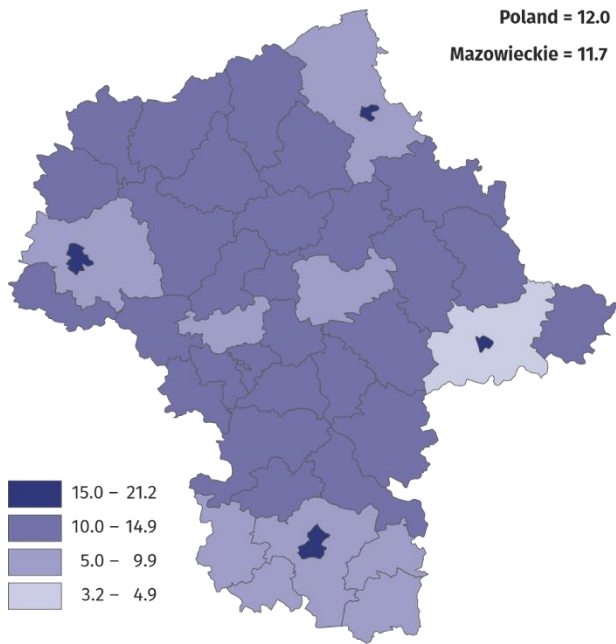 Poland = 12.0
Mazowieckie = 11.7
15.0 – 21.2
10.0 – 14.9
5.0 – 9.9
3.2 – 4.9